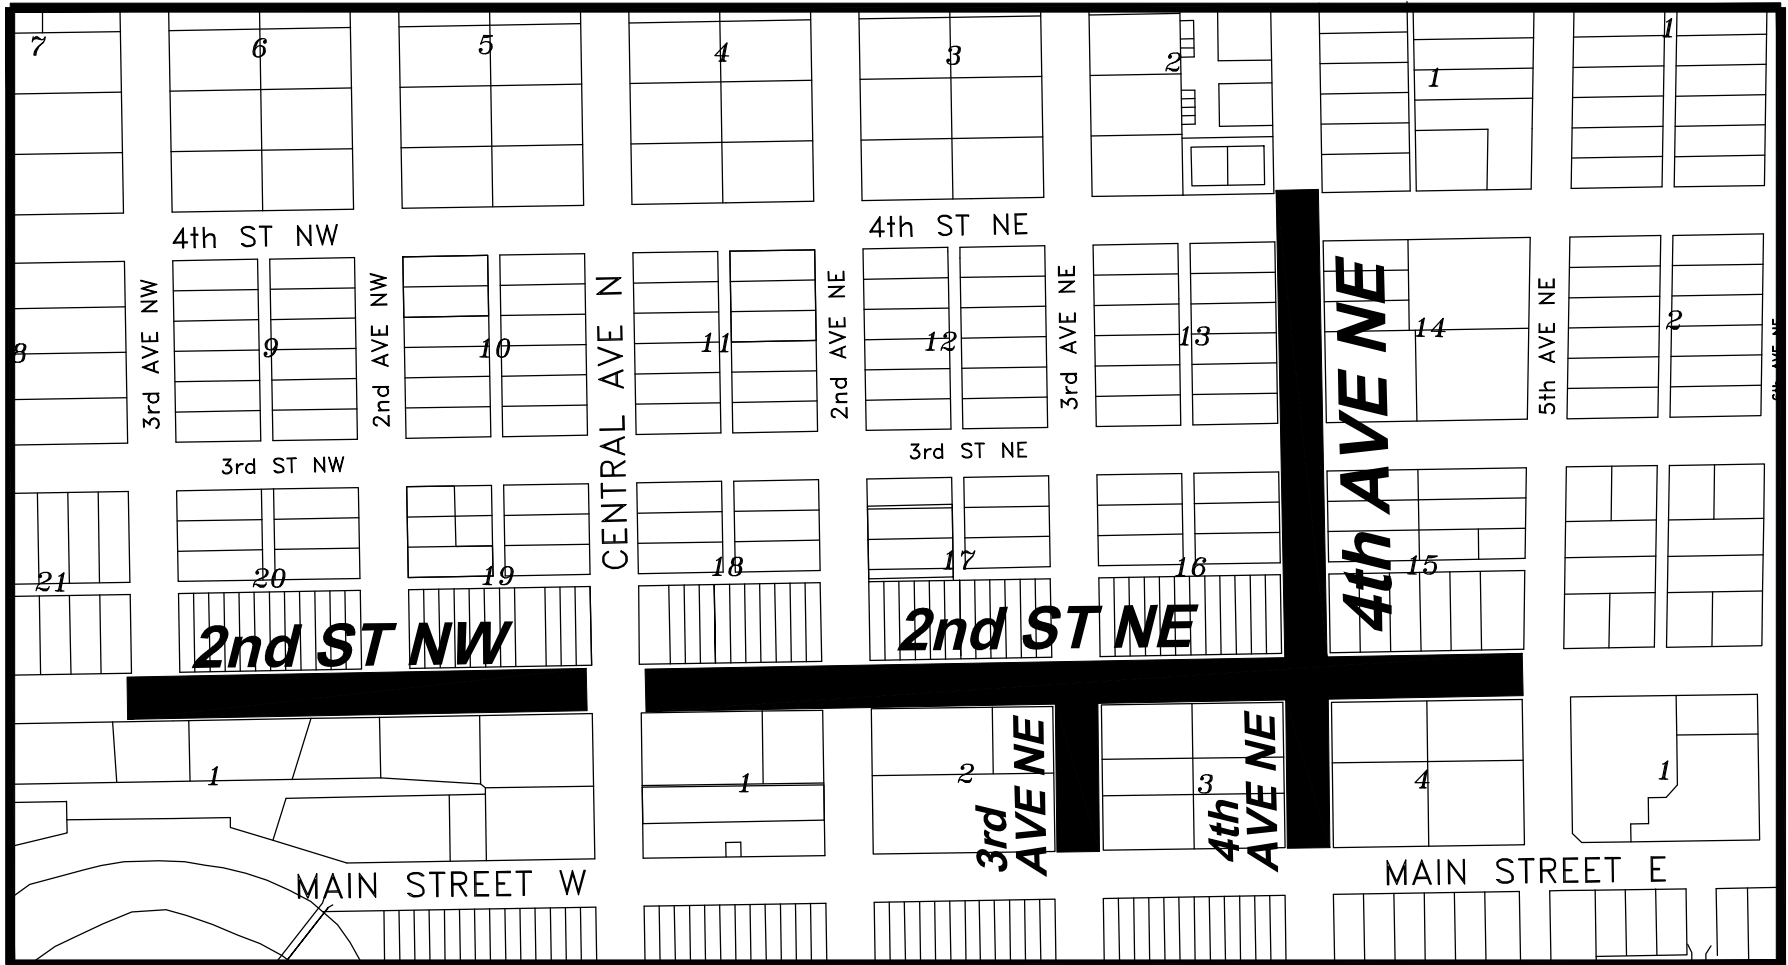 7
6
5
4
3
2
1
1
4th ST NW
4th ST NE
3rd AVE NW
2nd AVE NW
CENTRAL AVE N
2nd AVE NE
3rd AVE NE
4th AVE NE
5th AVE NE
8
9
10
11
12
13
14
2
3rd ST NW
3rd ST NE
21
20
19
18
17
16
15
2nd ST NW
2nd ST NE
1
1
2
3rd
AVE NE
3
4th
AVE NE
4
1
MAIN STREET W
MAIN STREET E